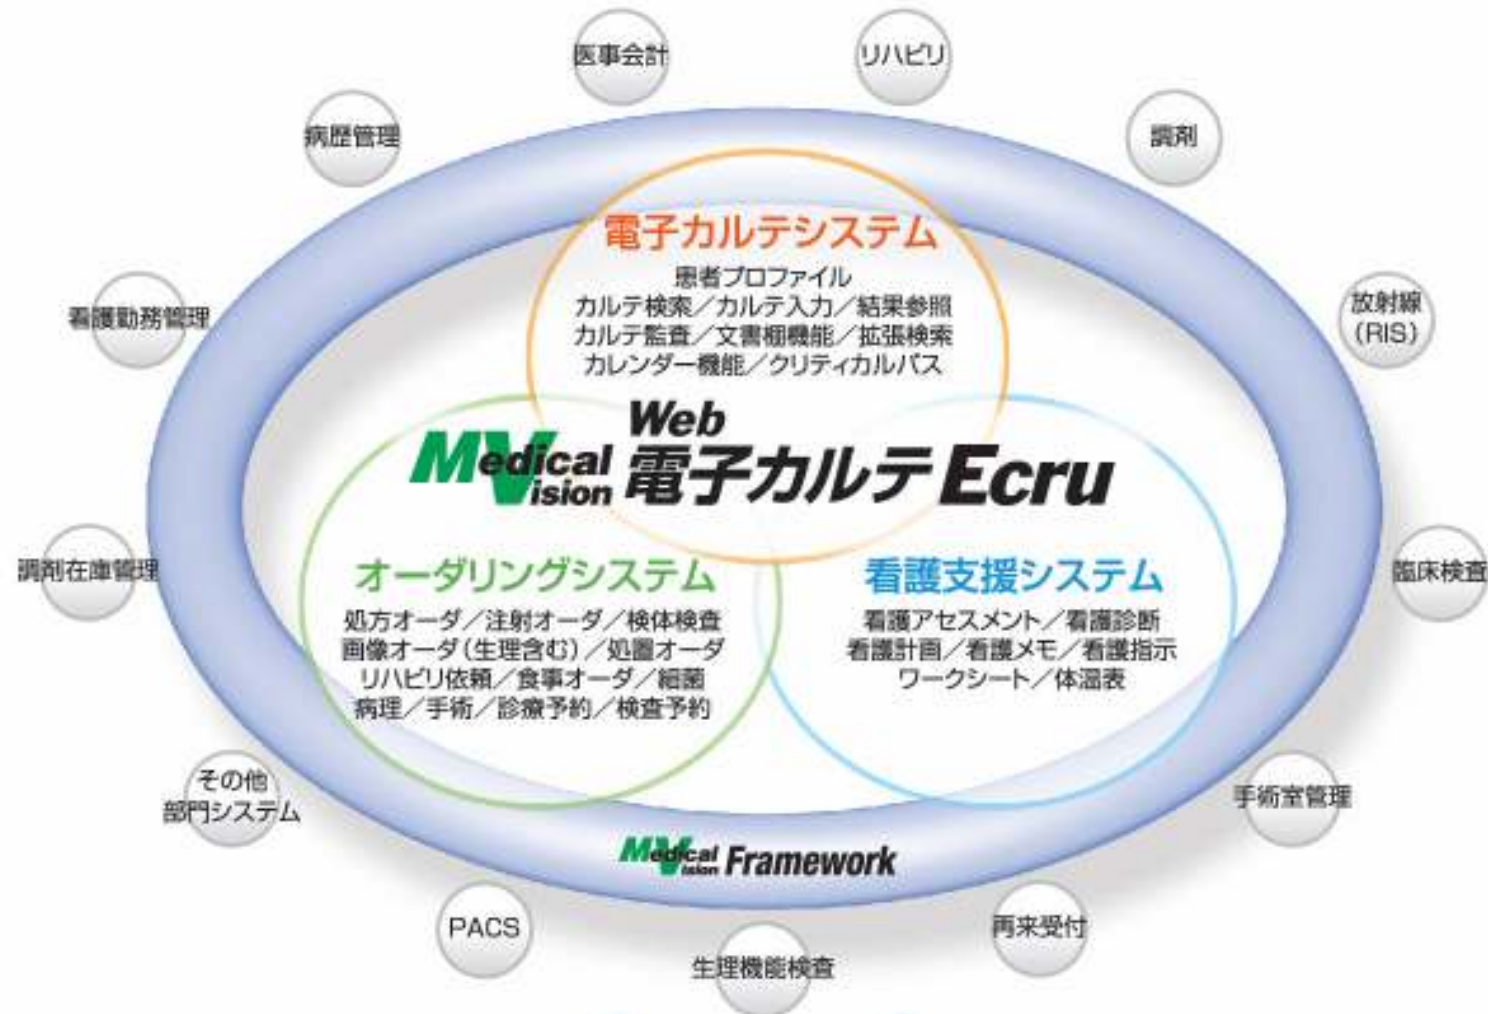 医事会計
リハビリ
病歴管理
調剤
電子カルテシステム
患者プロファイル
カルテ検索／カルテ入力／結果参照
カルテ監査／文書棚機能／拡張検索
カレンダー機能／クリティカルパス
看護勤務管理
放射線
（RIS）
Medical Vision Web 電子カルテ Ecru
調剤在庫管理
臨床検査
オーダリングシステム
処方オーダ／注射オーダ／検体検査
画像オーダ（生理含む）／処置オーダ
リハビリ依頼／食事オーダ／細菌
病理／手術／診療予約／検査予約
看護支援システム
看護アセスメント／看護診断
看護計画／看護メモ／看護指示
ワークシート／体温表
その他
部門システム
手術室管理
Medical Vision Framework
PACS
再来受付
生理機能検査